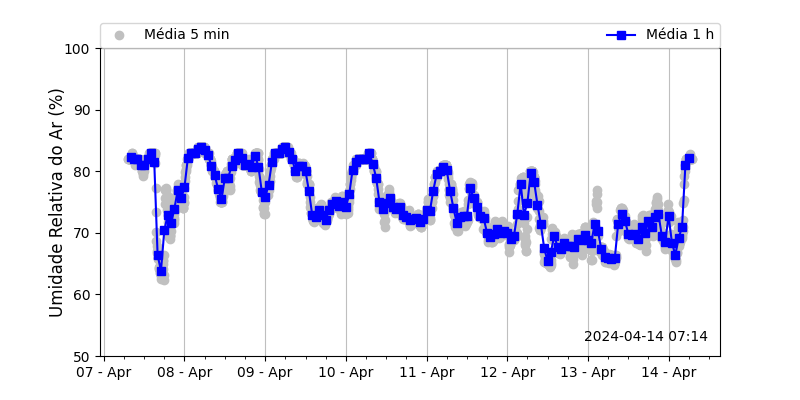 Média 5 min
Média 1 h
Umidade Relativa do Ar (%)
100
90
80
70
60
50
2024-04-14 07:14
07 - Apr
08 - Apr
09 - Apr
10 - Apr
11 - Apr
12 - Apr
13 - Apr
14 - Apr